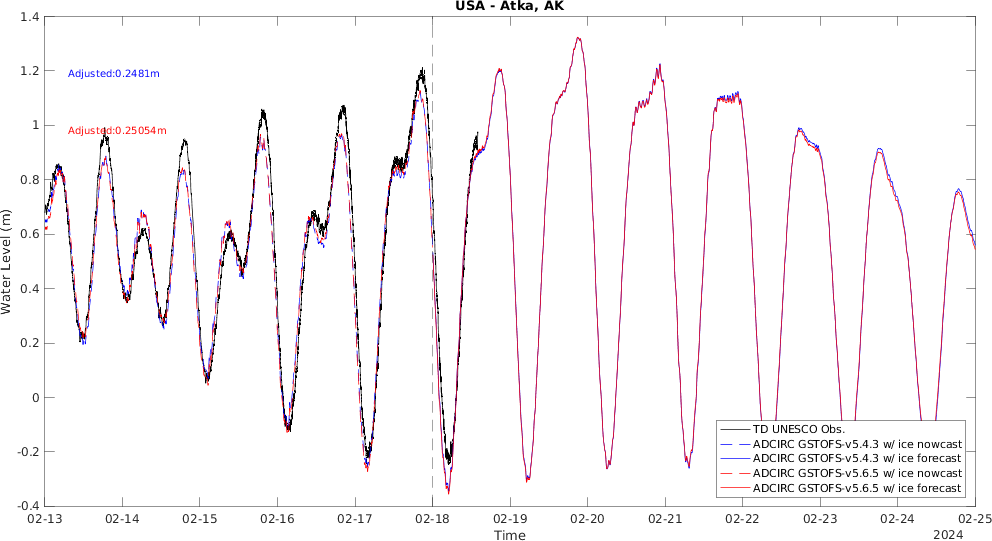 USA - Atka, AK
1.4
1.2
1
0.8
0.6
0.4
0.2
0
-0.2
-0.4
Water Level (m)
Adjusted:0.2481m
Adjusted:0.25054m
TD UNESCO Obs.
ADCIRC GSTOFS-v5.4.3 w/ ice nowcast
ADCIRC GSTOFS-v5.4.3 w/ ice forecast
ADCIRC GSTOFS-v5.6.5 w/ ice nowcast
ADCIRC GSTOFS-v5.6.5 w/ ice forecast
02-13 02-14 02-15 02-16 02-17 02-18 02-19 02-20 02-21 02-22 02-23 02-24 02-25
Time
2024